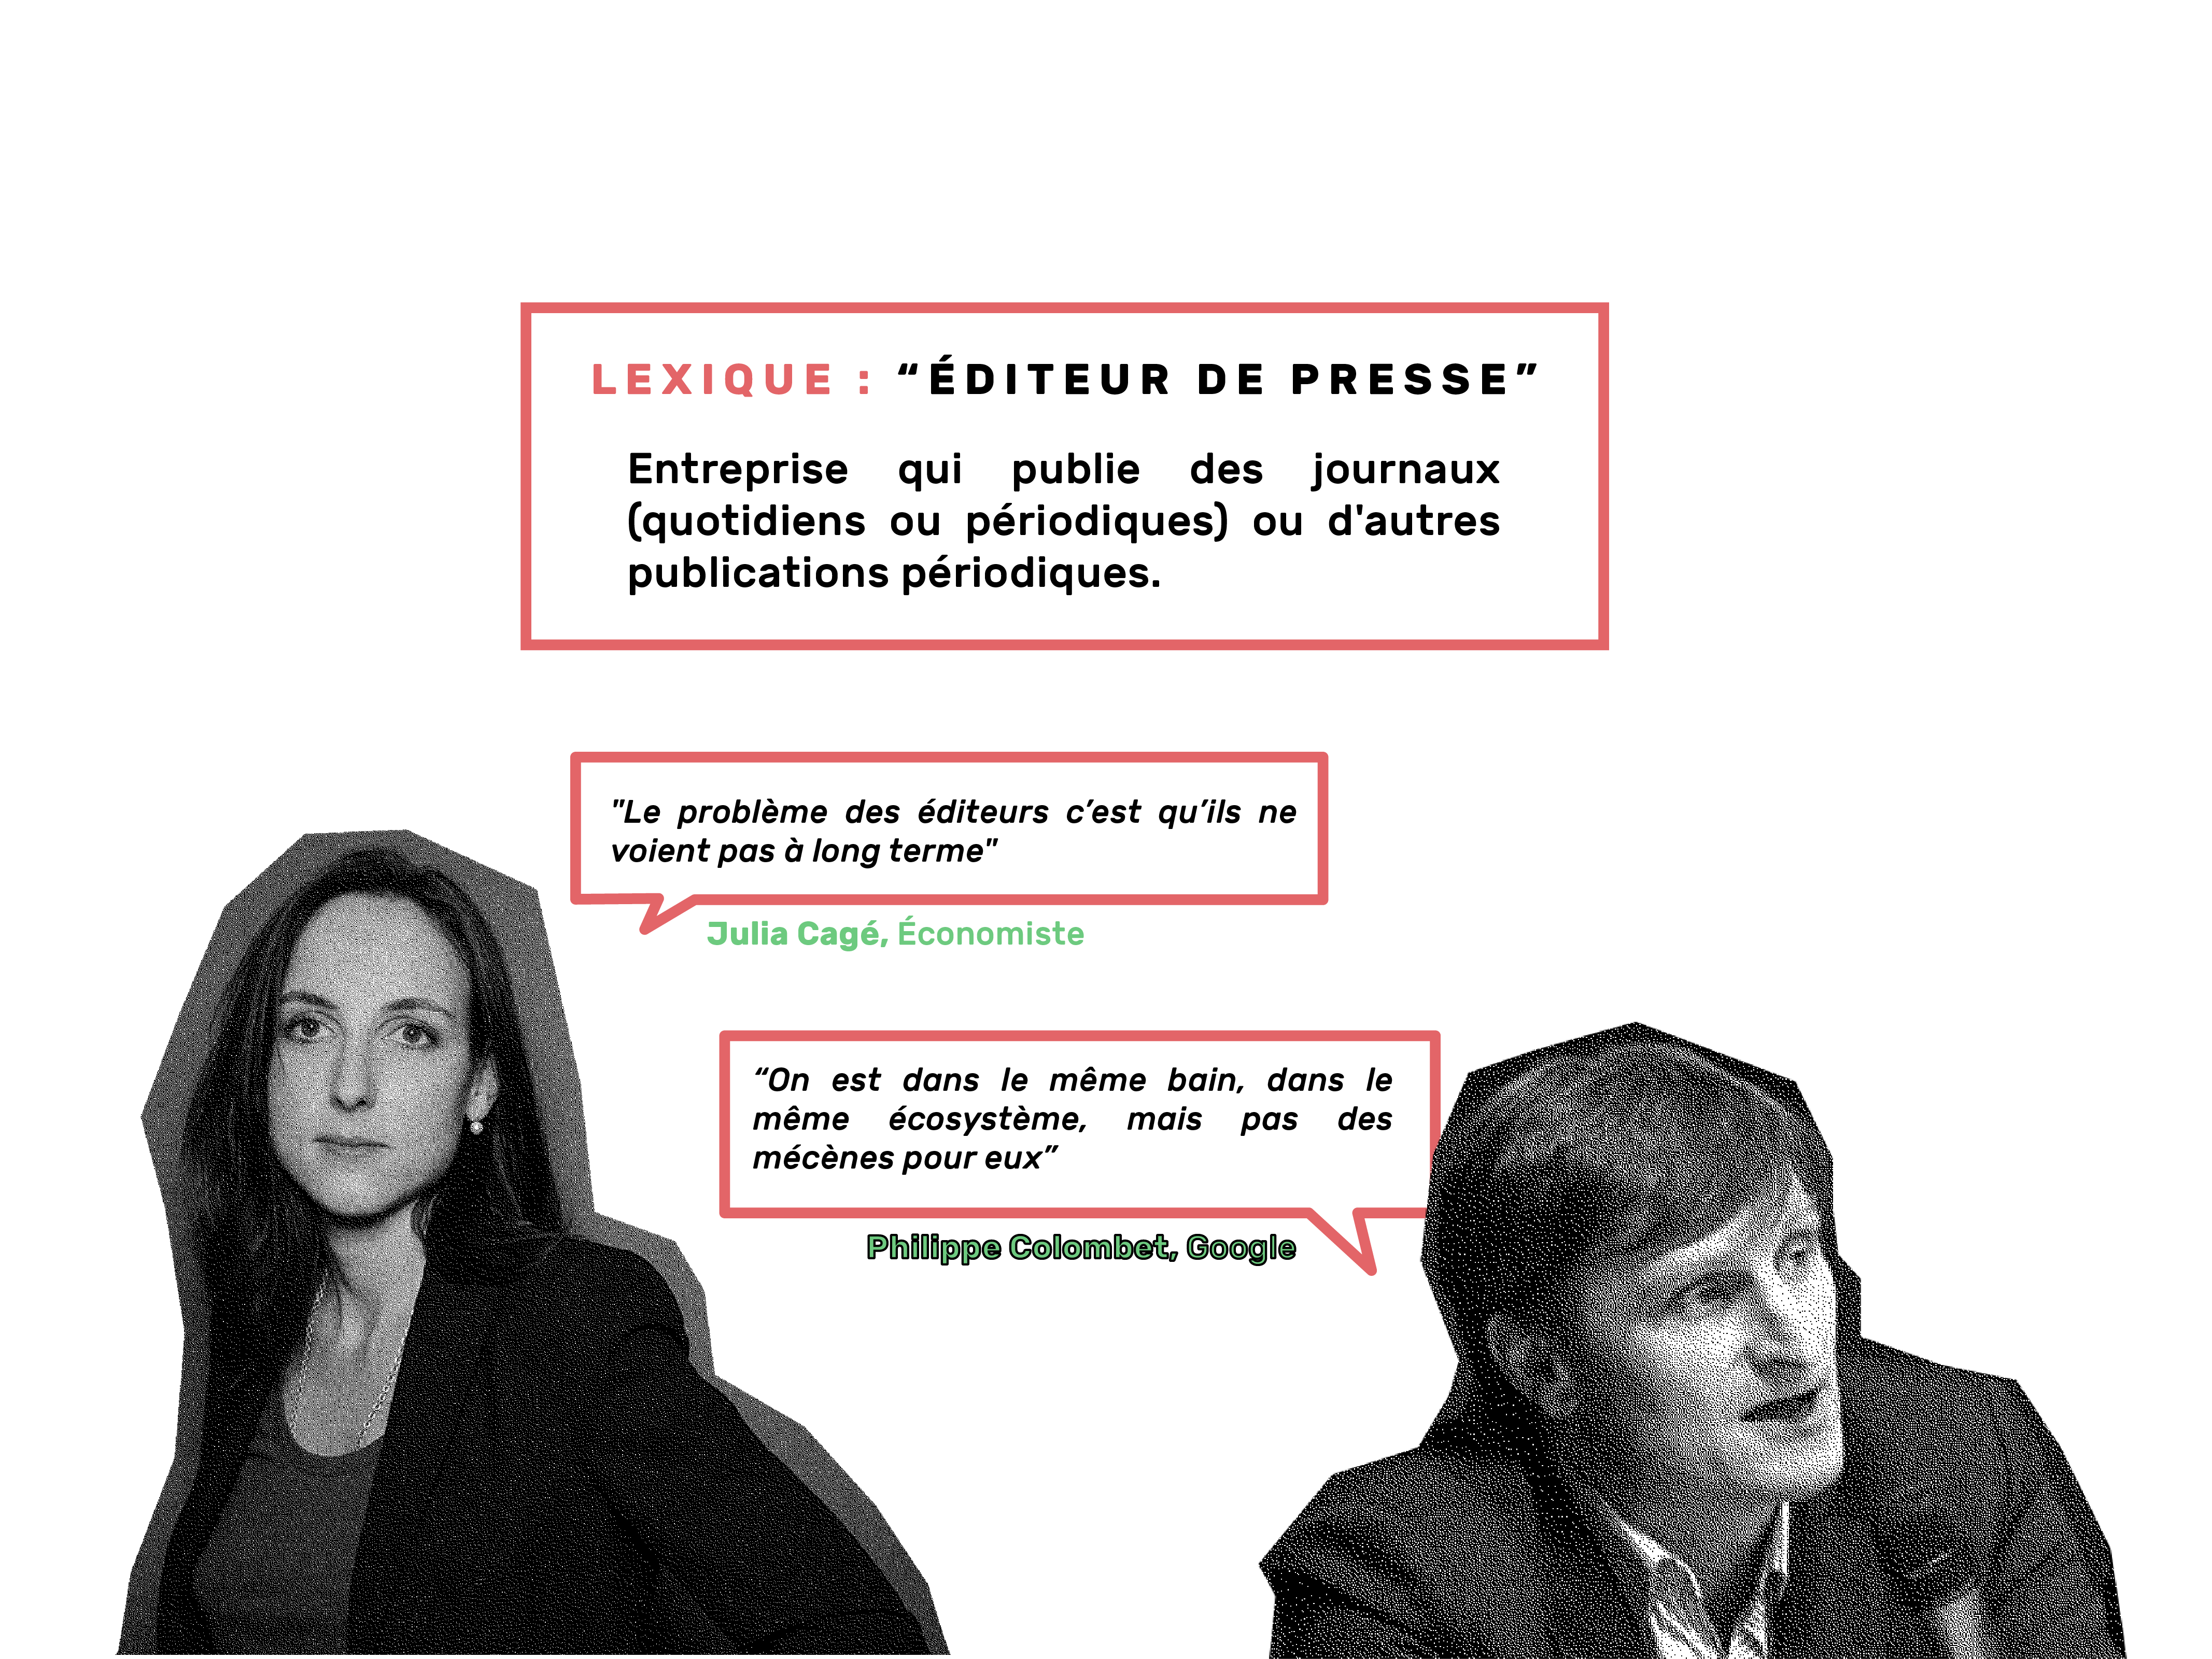 LEXIQUE : “ÉDITEUR DE PRESSE”
Entreprise qui publie des journaux
(quotidiens ou périodiques) ou d'autres
publications périodiques.
"Le problème des éditeurs c’est qu’ils ne
voient pas à long terme"
Julia Cagé, Économiste
“On est dans le même bain, dans le
même écosystème, mais pas des
mécènes pour eux”
Philippe Colombet, Google